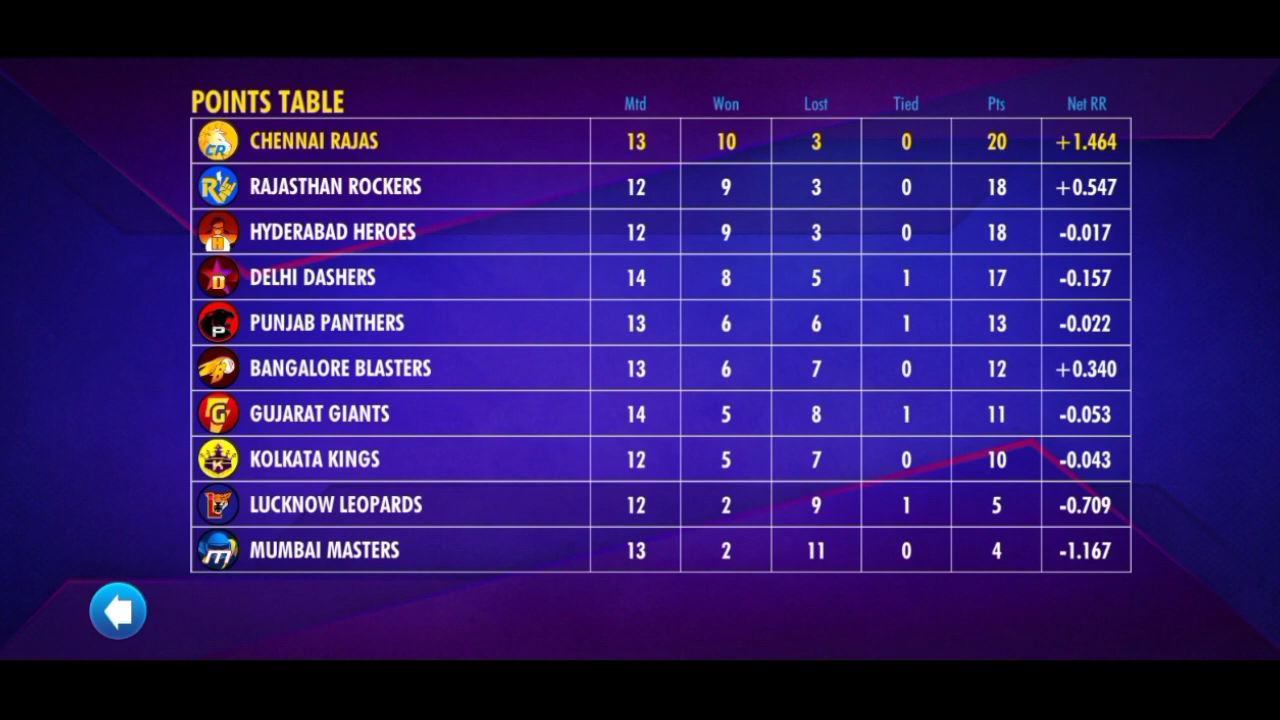 POINTS TABLE Mtd Won Lost Tied Pts Net RR
CR CHENNAI RAJAS 13 10 3 0 20 +1.464
R RAJASTHAN ROCKERS 12 9 3 0 18 +0.547
H HYDERABAD HEROES 12 9 3 0 18 -0.017
D DELHI DASHERS 14 8 5 1 17 -0.157
P PUNJAB PANTHERS 13 6 6 1 13 -0.022
B BANGALORE BLASTERS 13 6 7 0 12 +0.340
G GUJARAT GIANTS 14 5 8 1 11 -0.053
K KOLKATA KINGS 12 5 7 0 10 -0.043
L LUCKNOW LEOPARDS 12 2 9 1 5 -0.709
m MUMBAI MASTERS 13 2 11 0 4 -1.167